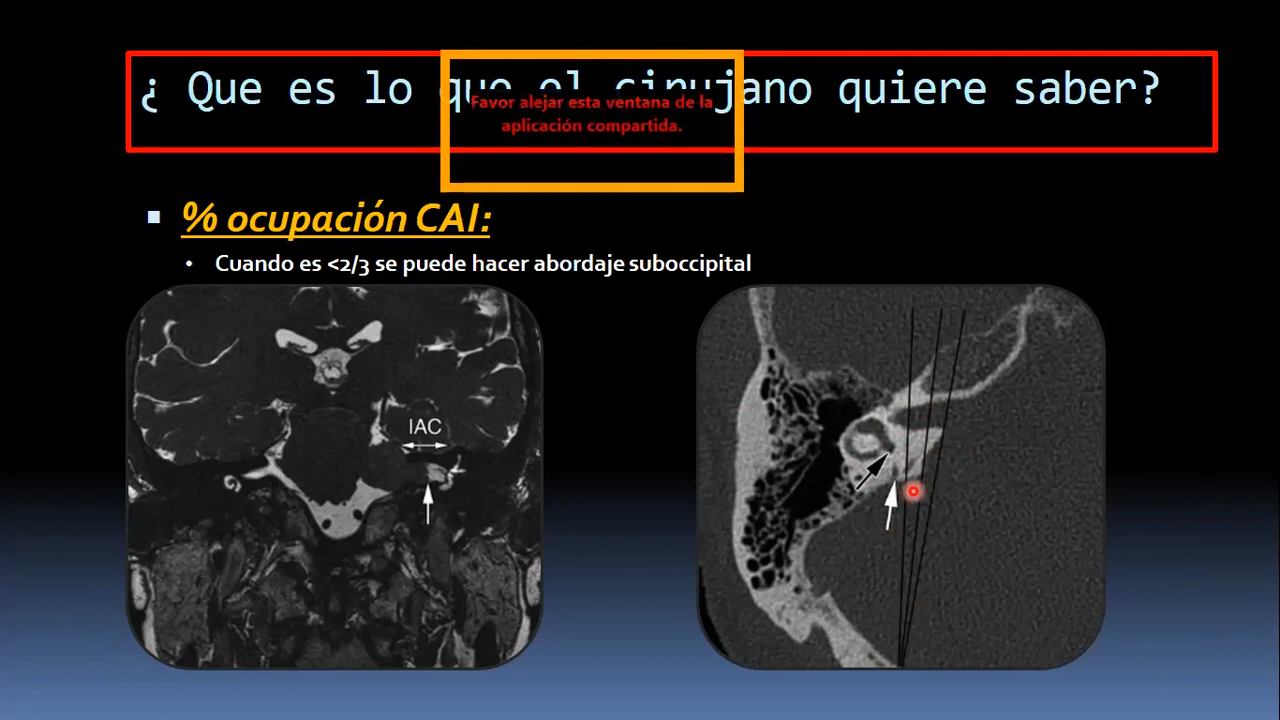 ¿ Que es lo que el cirujano quiere saber?
Favor alejar esta ventana de la
aplicación compartida.
% ocupación CAI:
Cuando es <2/3 se puede hacer abordaje suboccipital
IAC